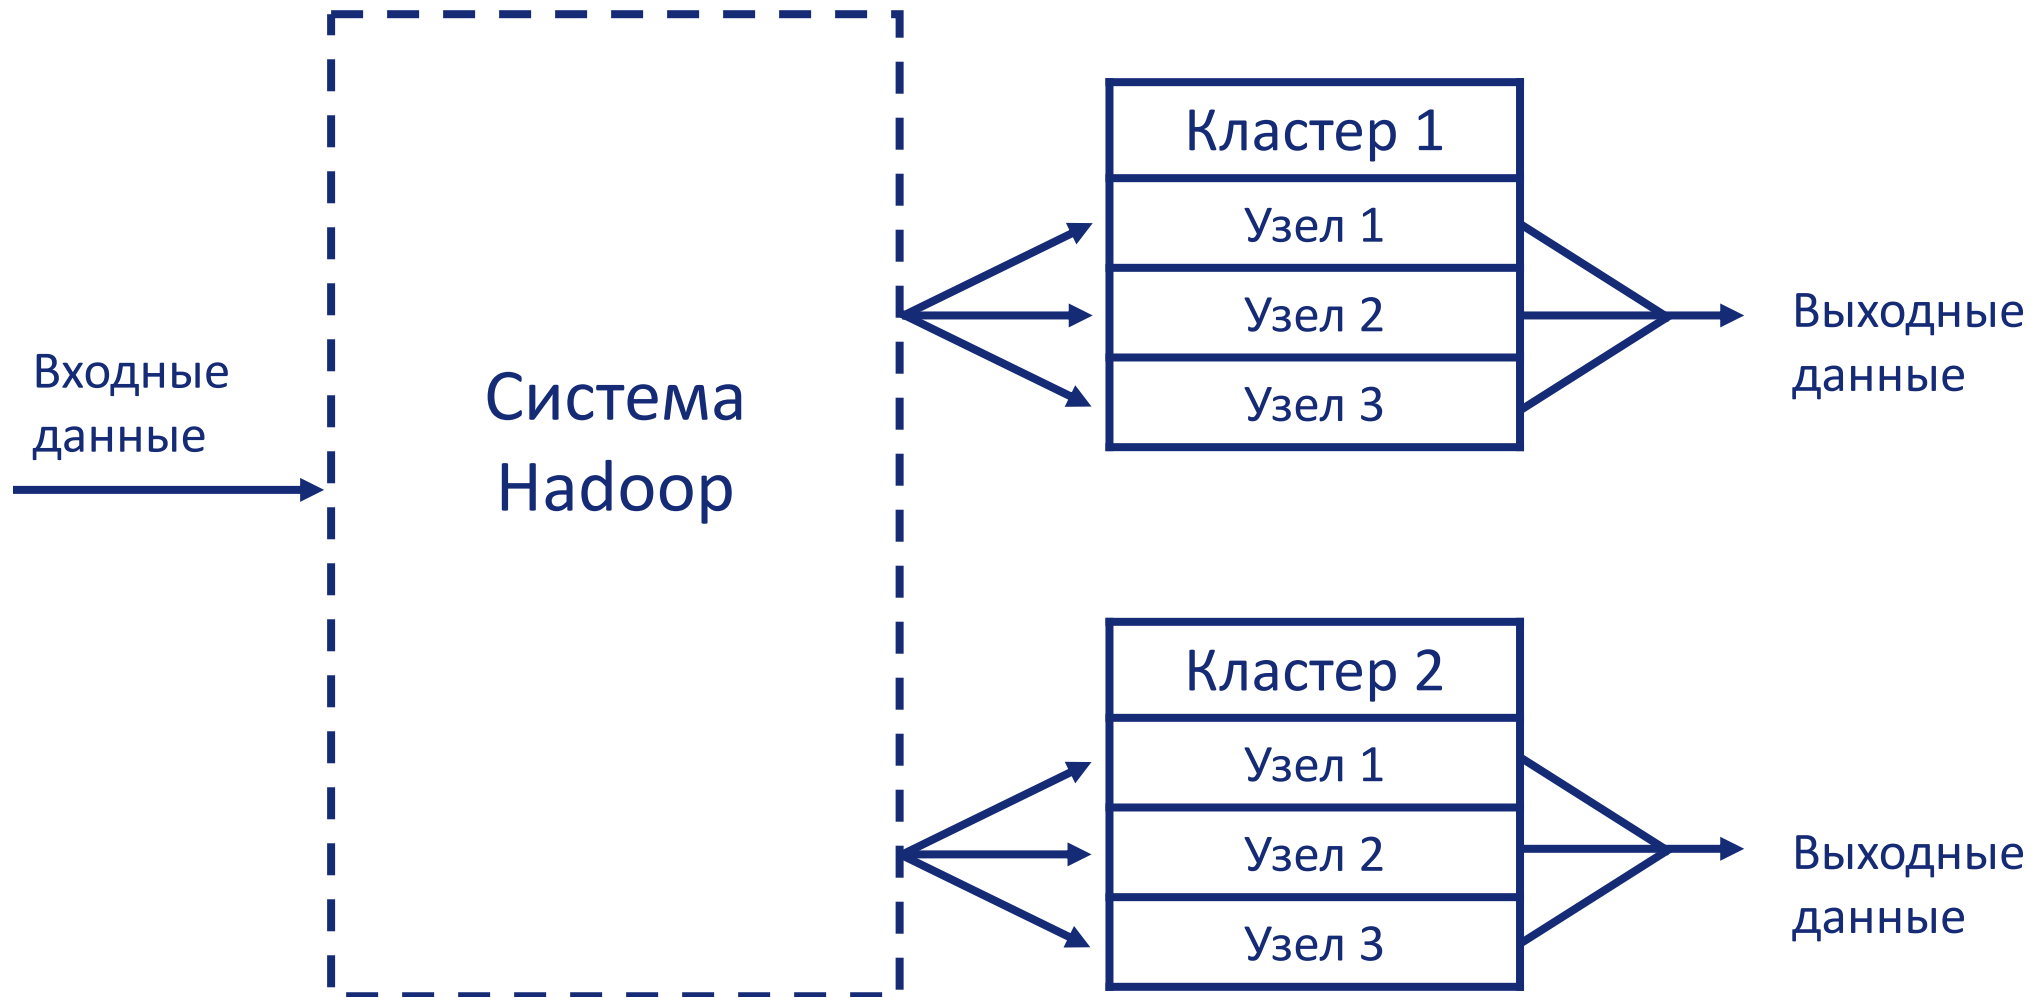 Входные
данные
Система
Hadoop
Кластер 1
Узел 1
Узел 2
Узел 3
Выходные
данные
Кластер 2
Узел 1
Узел 2
Узел 3
Выходные
данные